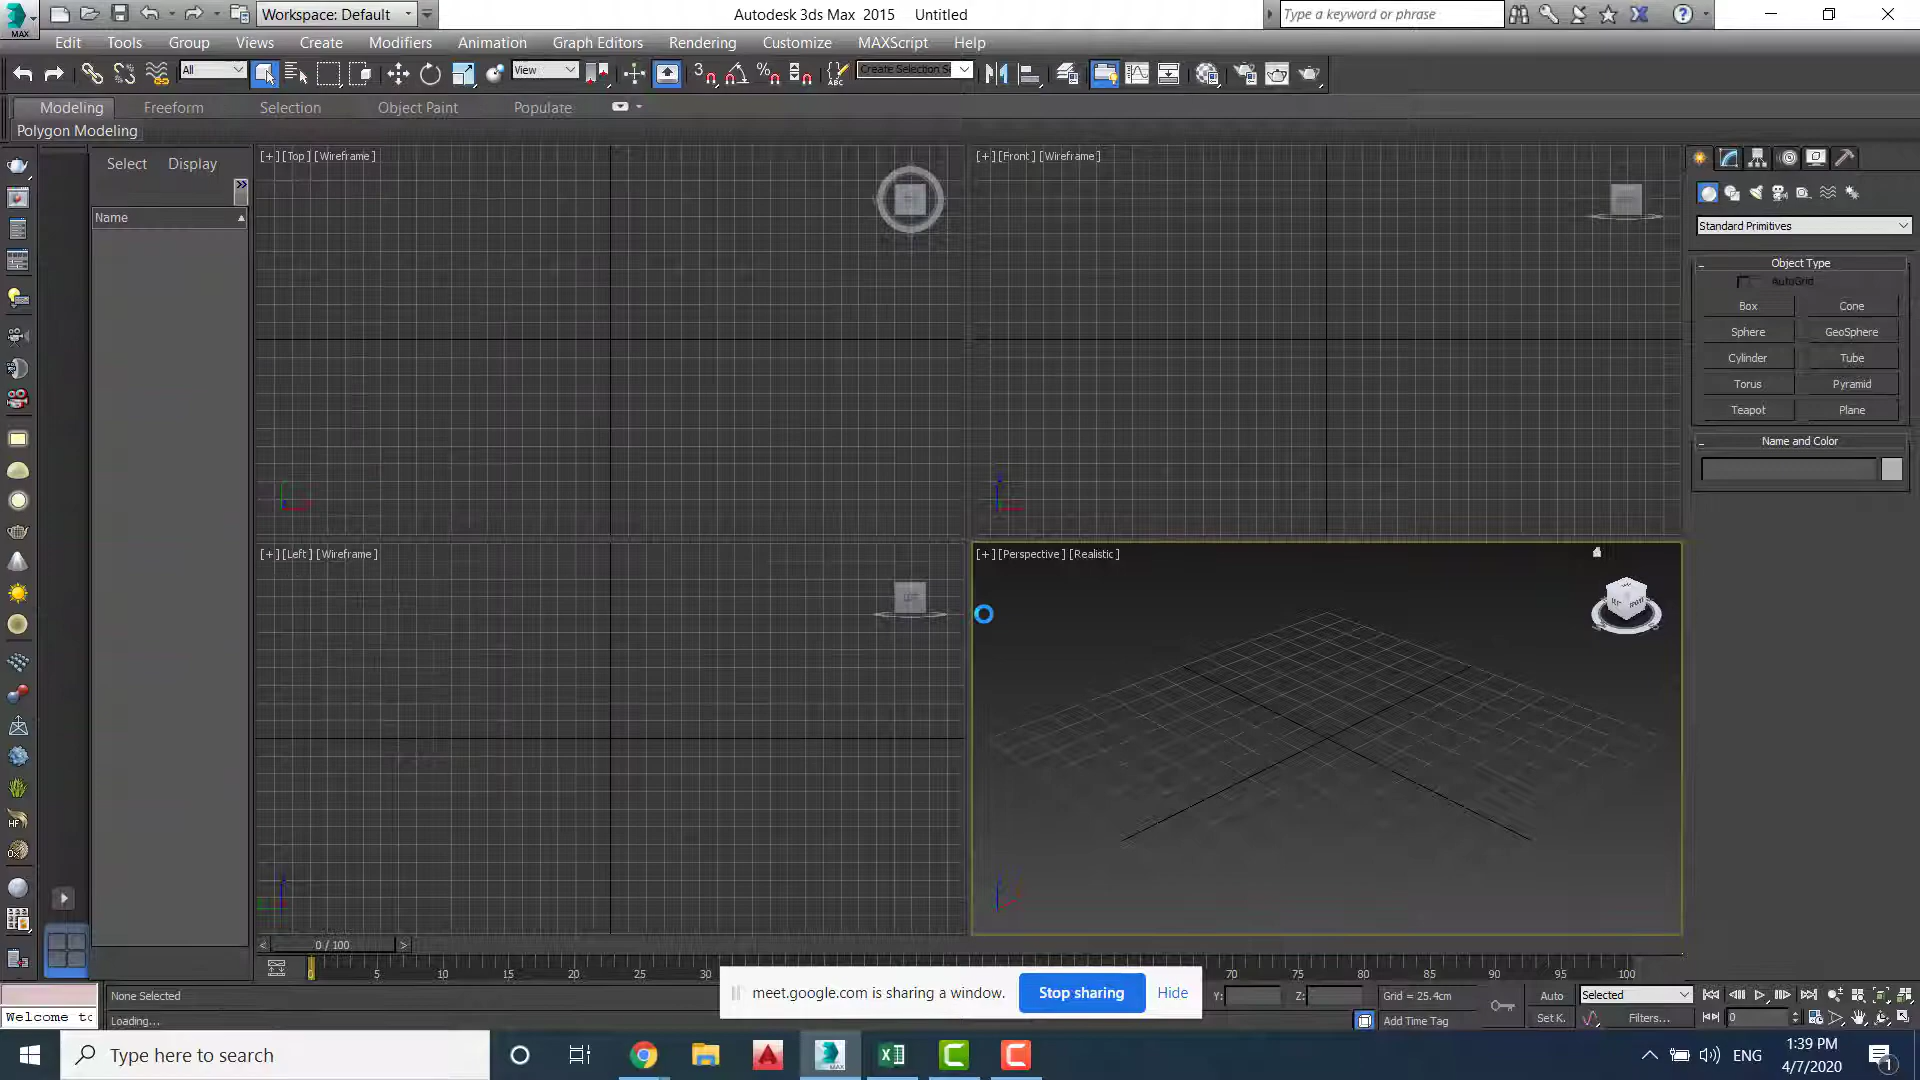 Workspace: Default
Autodesk 3ds Max 2015 Untitled
Type a keyword or phrase
MAX
Edit Tools Group Views Create Modifiers Animation Graph Editors Rendering Customize MAXScript Help
All View Create Selection S
Modeling Freeform Selection Object Paint Populate
Polygon Modeling
Select Display
Name
[+] [Top] [Wireframe]
[+] [Front] [Wireframe]
[+] [Left] [Wireframe]
[+] [Perspective] [Realistic]
Standard Primitives
Object Type
AutoGrid
Box Cone
Sphere GeoSphere
Cylinder Tube
Torus Pyramid
Teapot Plane
Name and Color
< 0 / 100 >
0 5 10 15 20 25 30 70 75 80 85 90 95 100
meet.google.com is sharing a window. Stop sharing Hide
None Selected
Y: Z: Grid = 25.4cm
Auto Selected
Welcome to
Loading...
Add Time Tag
Set K. Filters... 0
Type here to search
ENG
1:39 PM
4/7/2020
1